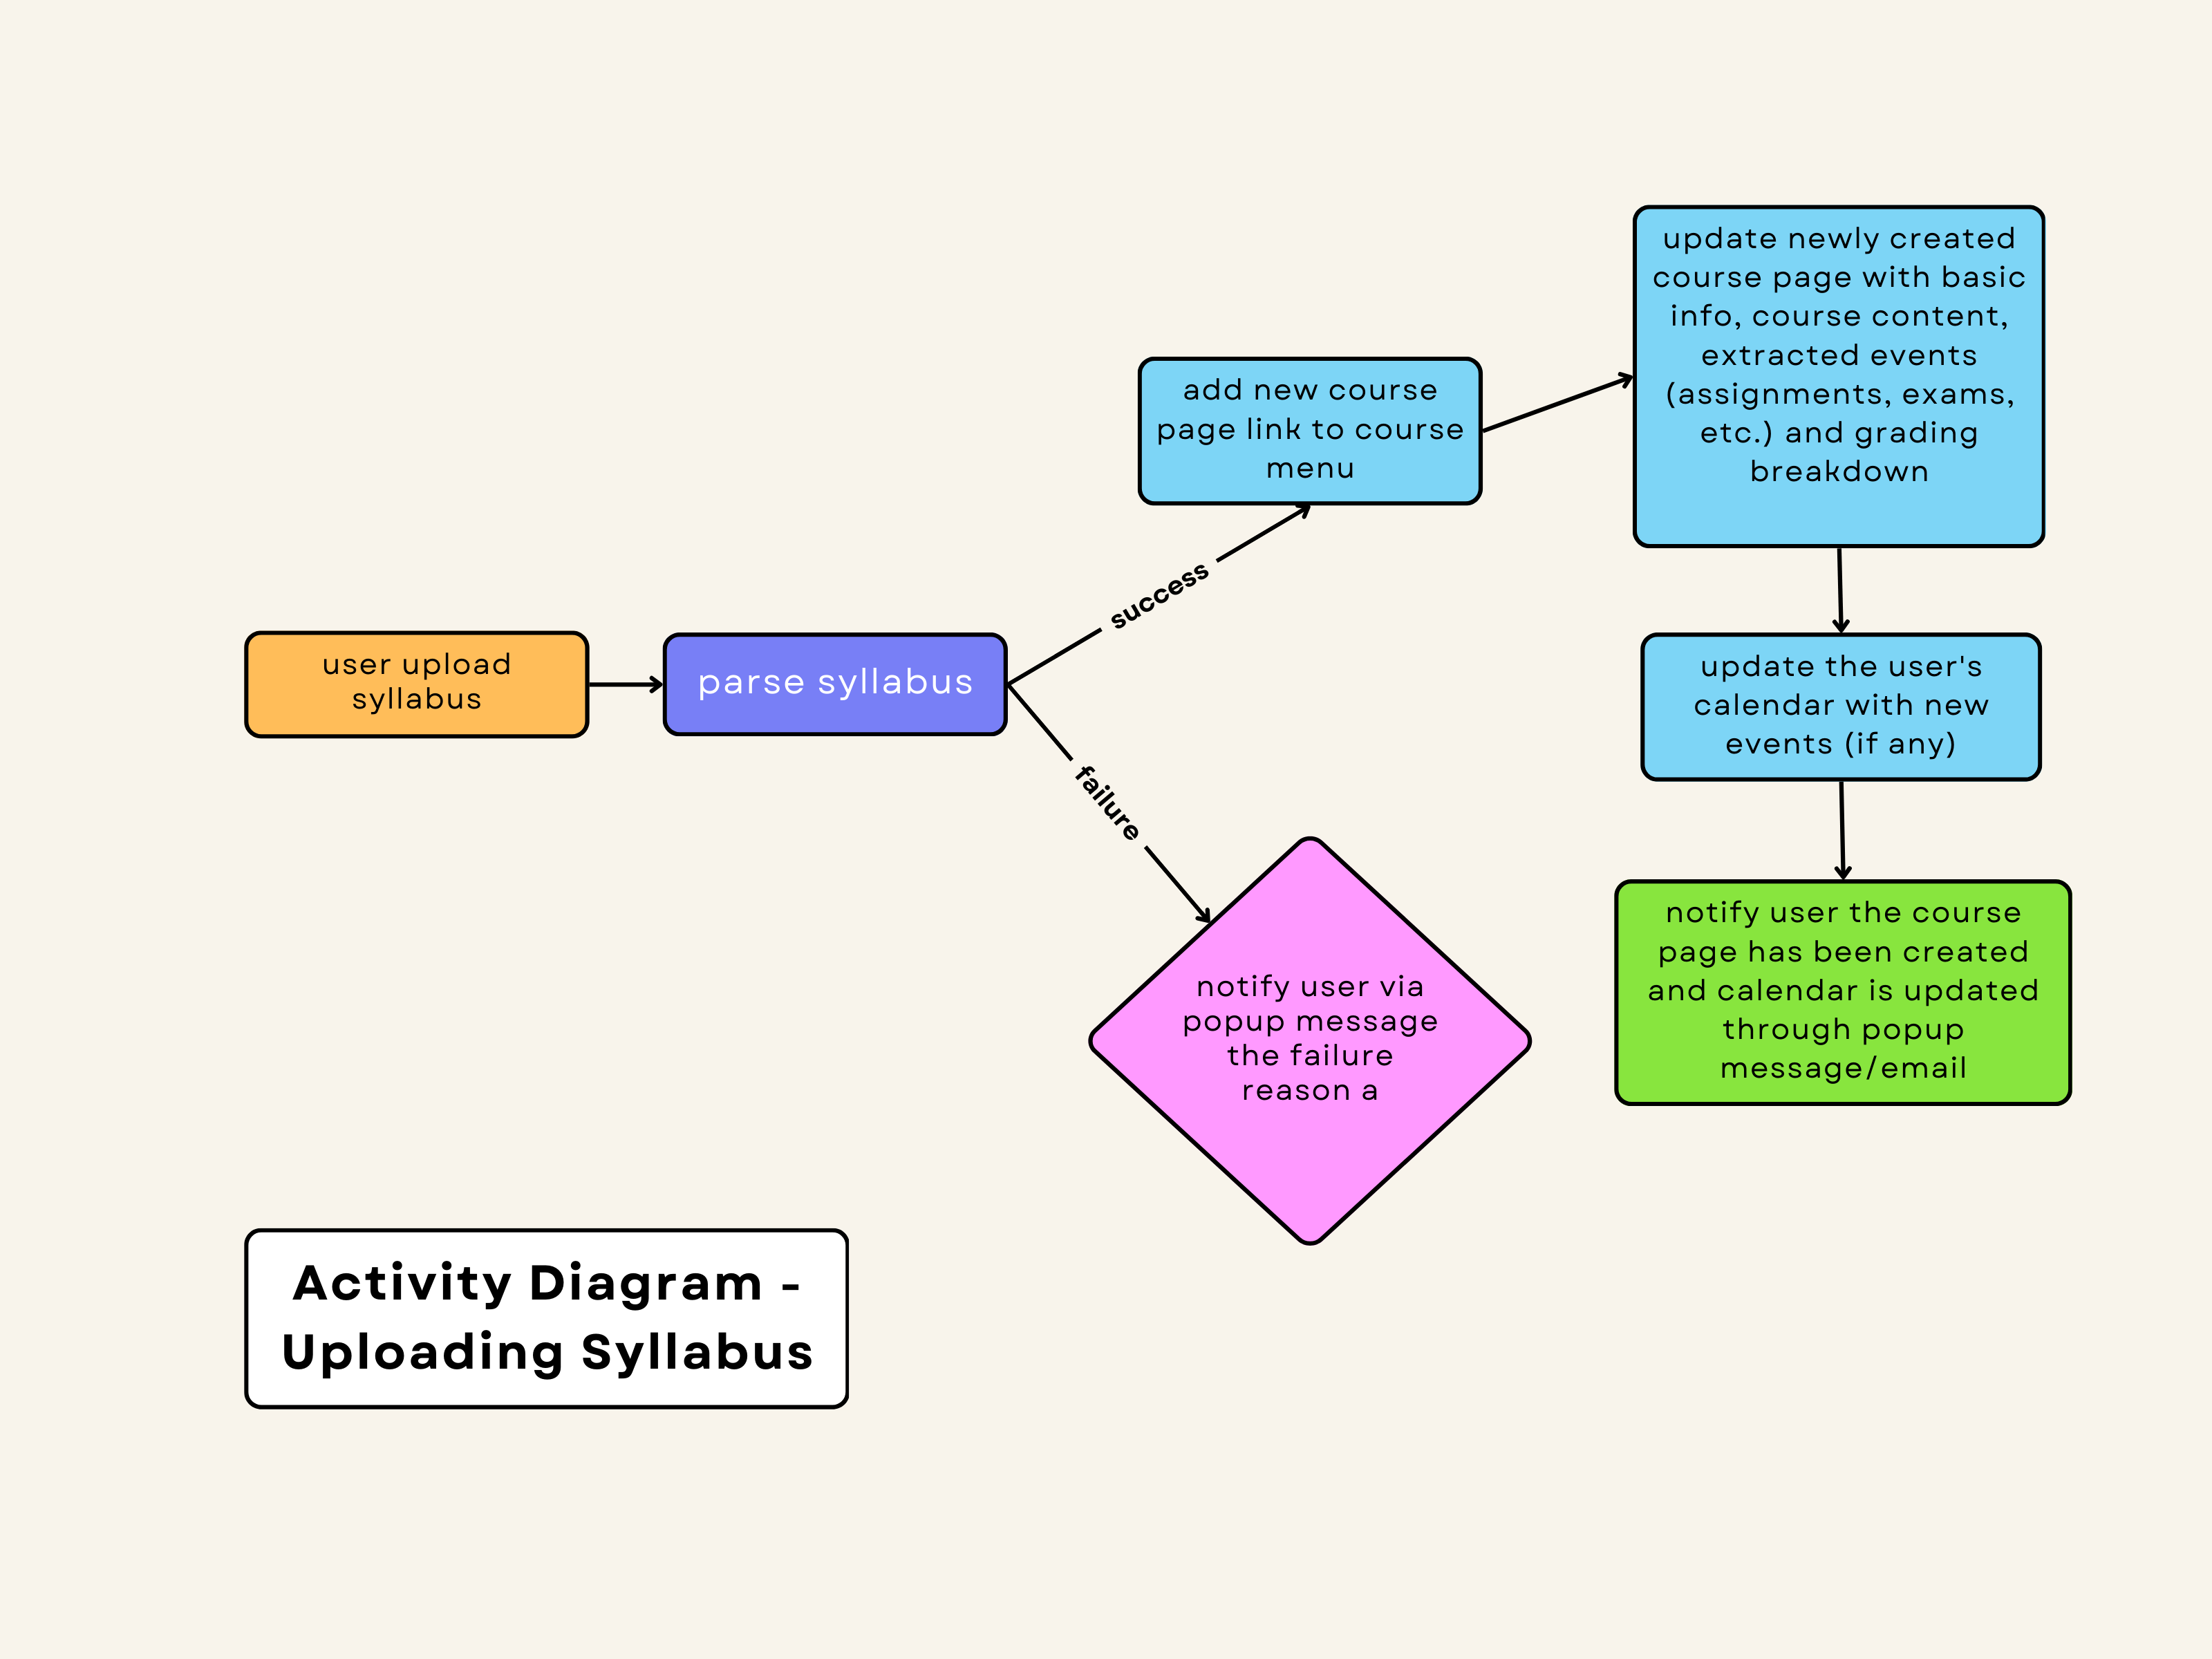 user upload
syllabus
parse syllabus
success
add new course
page link to course
menu
update newly created
course page with basic
info, course content,
extracted events
(assignments, exams,
etc.) and grading
breakdown
update the user's
calendar with new
events (if any)
notify user the course
page has been created
and calendar is updated
through popup
message/email
failure
notify user via
popup message
the failure
reason a
Activity Diagram -
Uploading Syllabus